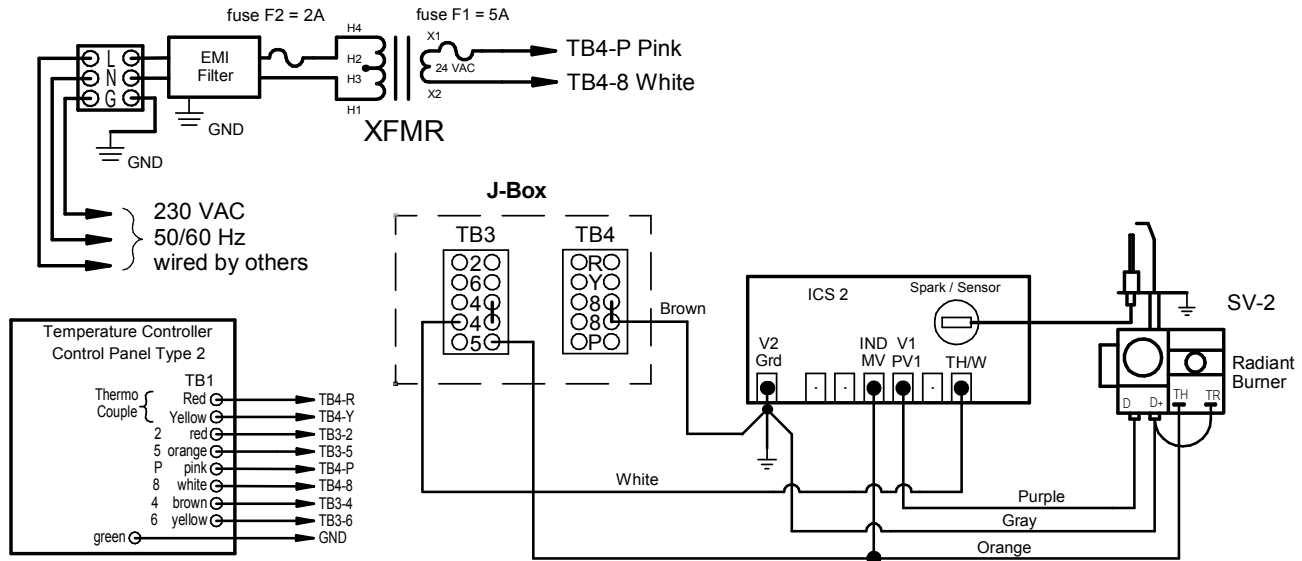 fuse F2 = 2A
fuse F1 = 5A
L
N
G
EMI
Filter
GND
GND
H4
H2
H3
H1
X1
24 VAC
X2
XFMR
TB4-P Pink
TB4-8 White
230 VAC
50/60 Hz
wired by others
J-Box
TB3
2
6
4
4
5
TB4
R
Y
8
8
P
Brown
ICS 2
Spark / Sensor
V2
Grd
IND
MV
V1
PV1
TH/W
SV-2
Radiant
Burner
D
D+
TH
TR
White
Purple
Gray
Orange
Temperature Controller
Control Panel Type 2
TB1
Thermo
Couple
Red TB4-R
Yellow TB4-Y
2 red TB3-2
5 orange TB3-5
P pink TB4-P
8 white TB4-8
4 brown TB3-4
6 yellow TB3-6
green GND